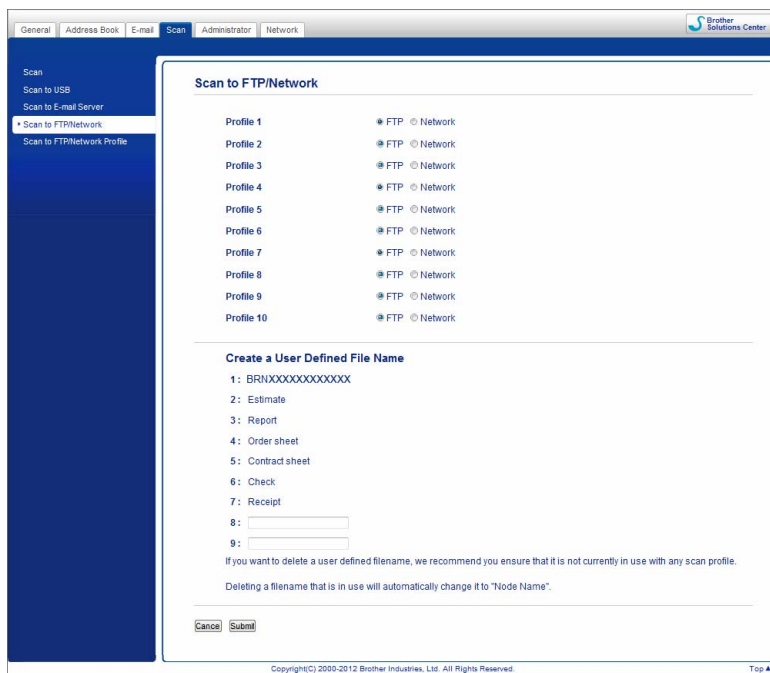 General Address Book E-mail Scan Administrator Network
Brother
Solutions Center
Scan
Scan to USB
Scan to E-mail Server
Scan to FTP/Network
Scan to FTP/Network Profile
Scan to FTP/Network
Profile 1 FTP Network
Profile 2 FTP Network
Profile 3 FTP Network
Profile 4 FTP Network
Profile 5 FTP Network
Profile 6 FTP Network
Profile 7 FTP Network
Profile 8 FTP Network
Profile 9 FTP Network
Profile 10 FTP Network
Create a User Defined File Name
1 : BRNXXXXXXXXXXXX
2 : Estimate
3 : Report
4 : Order sheet
5 : Contract sheet
6 : Check
7 : Receipt
8 :
9 :
If you want to delete a user defined filename, we recommend you ensure that it is not currently in use with any scan profile.
Deleting a filename that is in use will automatically change it to "Node Name".
Cance Submit
Copyright(C) 2000-2012 Brother Industries, Ltd. All Rights Reserved. Top▲